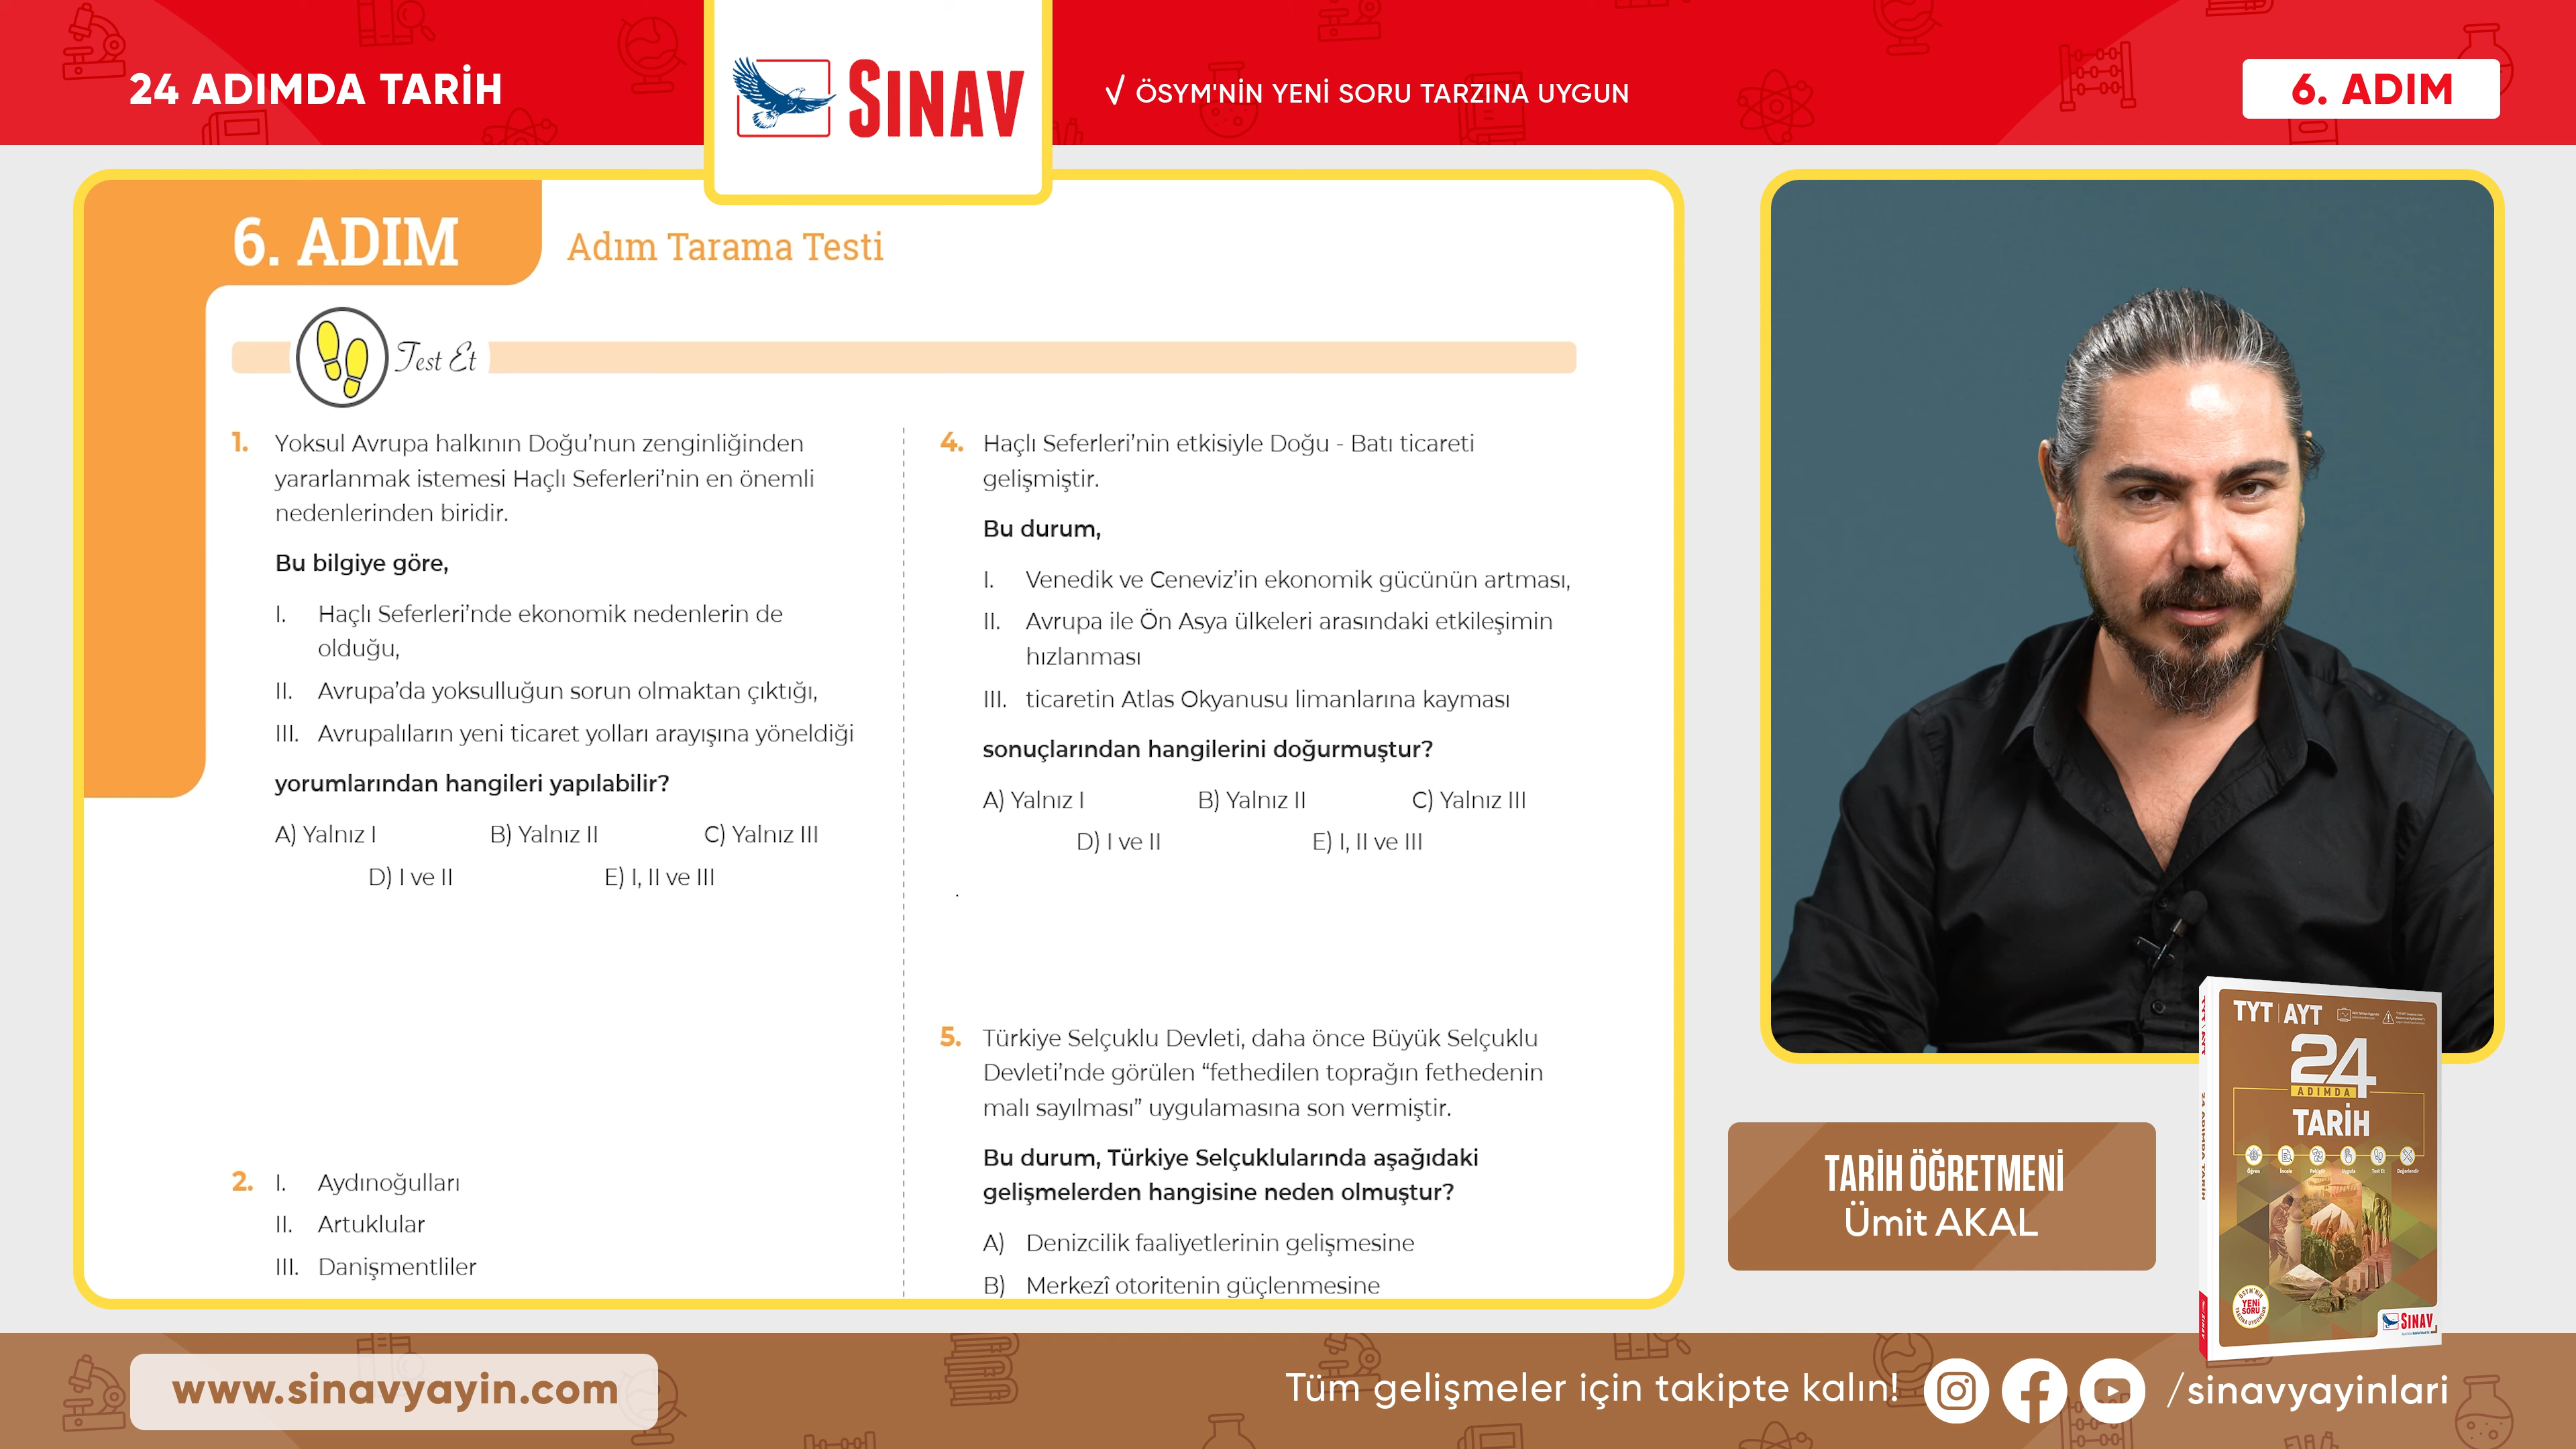 24 ADIMDA TARİH
SINAV
√ ÖSYM'NİN YENİ SORU TARZINA UYGUN
6. ADIM
6. ADIM
Adım Tarama Testi
Test Et
1. Yoksul Avrupa halkının Doğu'nun zenginliğinden
yararlanmak istemesi Haçlı Seferleri'nin en önemli
nedenlerinden biridir.
Bu bilgiye göre,
I. Haçlı Seferleri'nde ekonomik nedenlerin de
olduğu,
II. Avrupa'da yoksulluğun sorun olmaktan çıktığı,
III. Avrupalıların yeni ticaret yolları arayışına yöneldiği
yorumlarından hangileri yapılabilir?
A) Yalnız I B) Yalnız II C) Yalnız III
D) I ve II E) I, II ve III
2. I. Aydınoğulları
II. Artuklular
III. Danişmentliler
4. Haçlı Seferleri'nin etkisiyle Doğu - Batı ticareti
gelişmiştir.
Bu durum,
I. Venedik ve Ceneviz'in ekonomik gücünün artması,
II. Avrupa ile Ön Asya ülkeleri arasındaki etkileşimin
hızlanması
III. ticaretin Atlas Okyanusu limanlarına kayması
sonuçlarından hangilerini doğurmuştur?
A) Yalnız I B) Yalnız II C) Yalnız III
D) I ve II E) I, II ve III
5. Türkiye Selçuklu Devleti, daha önce Büyük Selçuklu
Devleti'nde görülen “fethedilen toprağın fethedenin
malı sayılması” uygulamasına son vermiştir.
Bu durum, Türkiye Selçuklularında aşağıdaki
gelişmelerden hangisine neden olmuştur?
A) Denizcilik faaliyetlerinin gelişmesine
B) Merkezî otoritenin güçlenmesine
TARİH ÖĞRETMENİ
Ümit AKAL
TYT AYT
24
ADIMDA
TARİH
ÖSYM'NİN
YENİ
SORU
SINAV
www.sinavyayin.com
Tüm gelişmeler için takipte kalın!
/sinavyayinlari